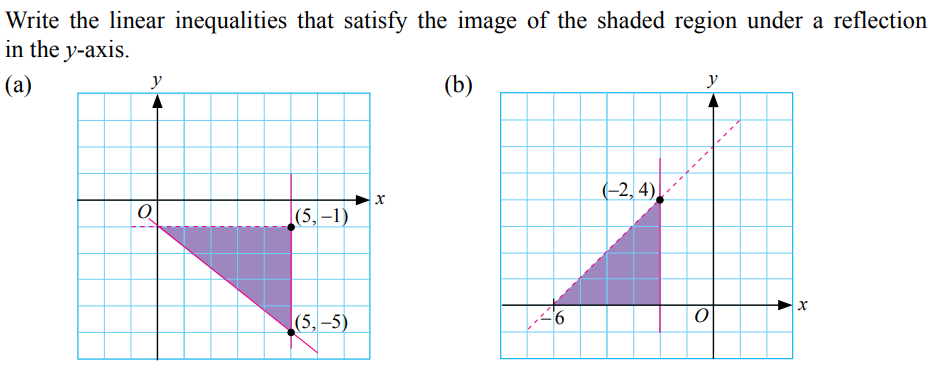 Write the linear inequalities that satisfy the image of the shaded region under a reflection
in the y-axis.
(a)
y
x
O
(5, –1)
(5, –5)
(b)
y
(–2, 4)
x
–6
O